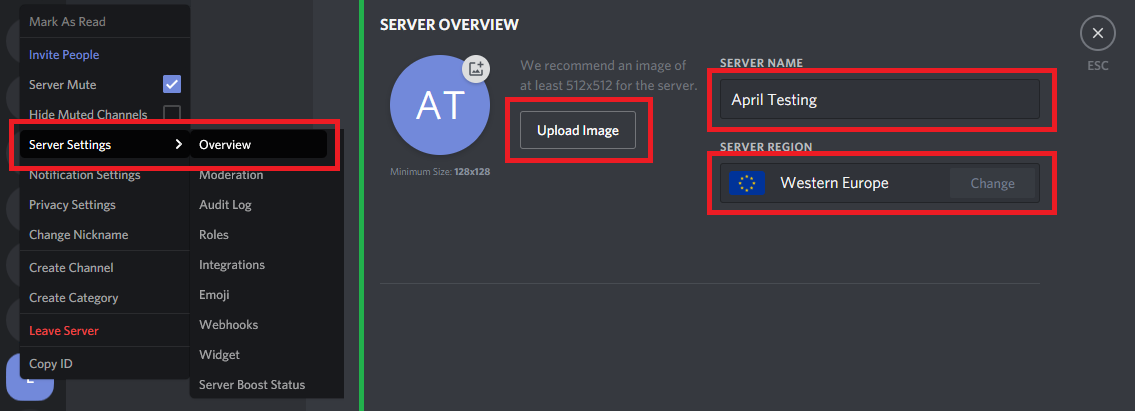 Mark As Read
Invite People
Server Mute
Hide Muted Channels
Server Settings
Notification Settings
Privacy Settings
Change Nickname
Create Channel
Create Category
Leave Server
Copy ID
Overview
Moderation
Audit Log
Roles
Integrations
Emoji
Webhooks
Widget
Server Boost Status
SERVER OVERVIEW
AT
Minimum Size: 128x128
We recommend an image of
at least 512x512 for the server.
Upload Image
SERVER NAME
April Testing
SERVER REGION
Western Europe
Change
ESC